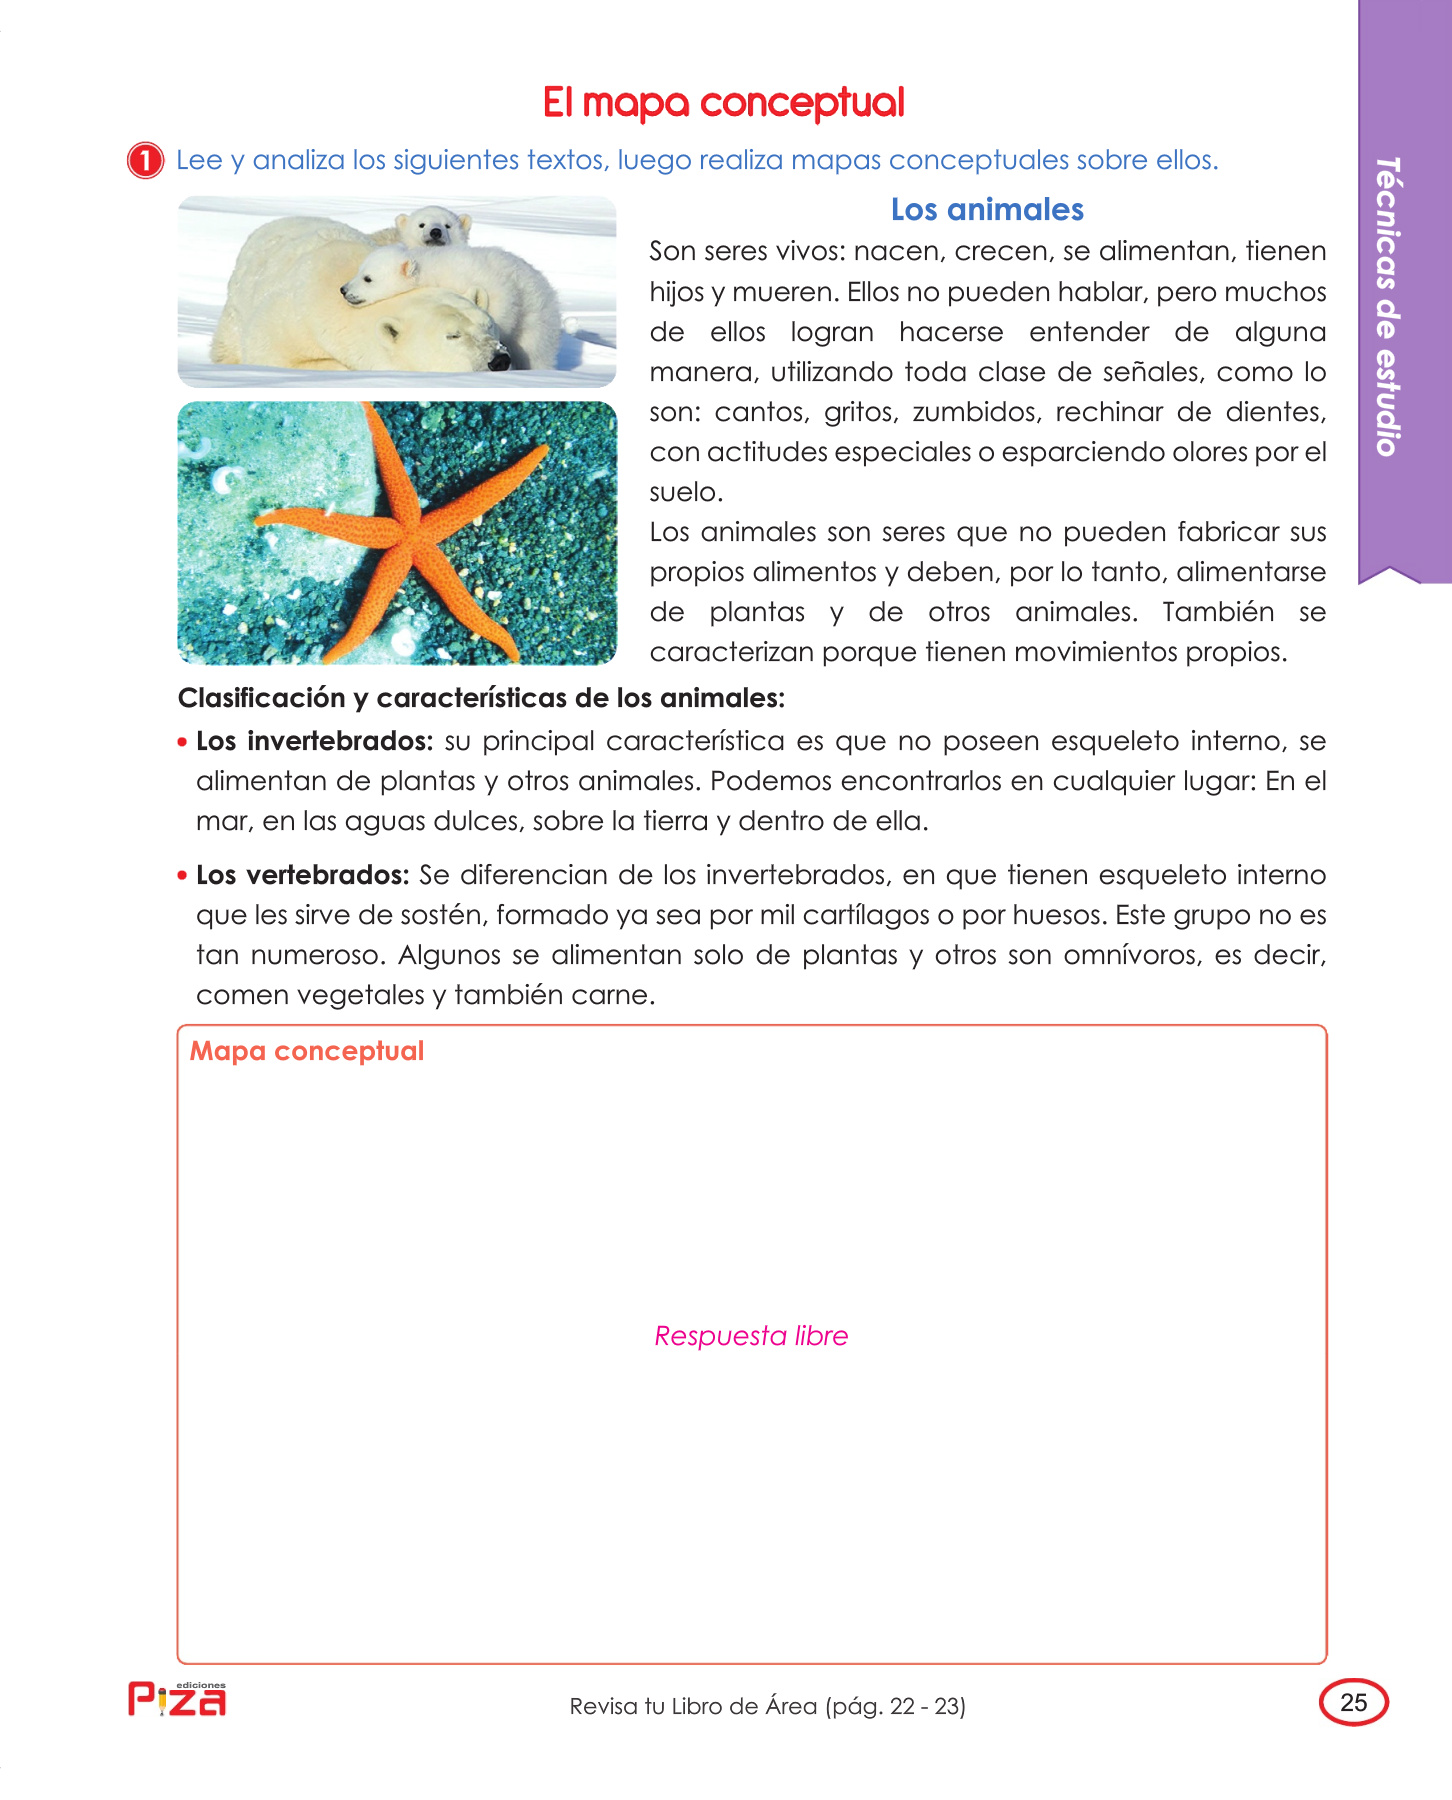 El mapa conceptual
1 Lee y analiza los siguientes textos, luego realiza mapas conceptuales sobre ellos.
Los animales
Son seres vivos: nacen, crecen, se alimentan, tienen
hijos y mueren. Ellos no pueden hablar, pero muchos
de ellos logran hacerse entender de alguna
manera, utilizando toda clase de señales, como lo
son: cantos, gritos, zumbidos, rechinar de dientes,
con actitudes especiales o esparciendo olores por el
suelo.
Los animales son seres que no pueden fabricar sus
propios alimentos y deben, por lo tanto, alimentarse
de plantas y de otros animales. También se
caracterizan porque tienen movimientos propios.
Clasificación y características de los animales:
• Los invertebrados: su principal característica es que no poseen esqueleto interno, se
alimentan de plantas y otros animales. Podemos encontrarlos en cualquier lugar: En el
mar, en las aguas dulces, sobre la tierra y dentro de ella.
• Los vertebrados: Se diferencian de los invertebrados, en que tienen esqueleto interno
que les sirve de sostén, formado ya sea por mil cartílagos o por huesos. Este grupo no es
tan numeroso. Algunos se alimentan solo de plantas y otros son omnívoros, es decir,
comen vegetales y también carne.
Mapa conceptual
Respuesta libre
Técnicas de estudio
ediciones
Piza
Revisa tu Libro de Área (pág. 22 - 23)
25